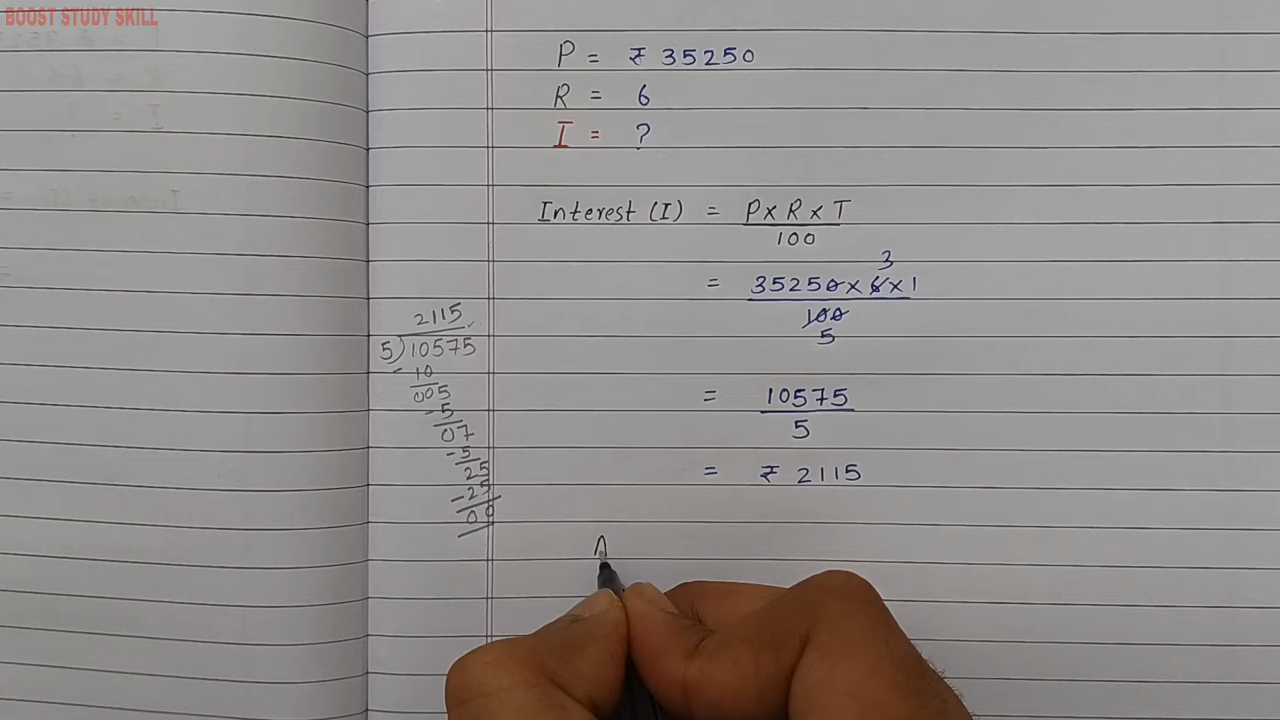 BOOST STUDY SKILL
P = ₹ 35250
R = 6
I = ?
Interest (I) = P × R × T
100
3
= 35250 × 6 × 1
100
5
= 10575
5
= ₹ 2115
2115
5)10575
- 10
005
- 5
07
- 5
25
- 25
00
A